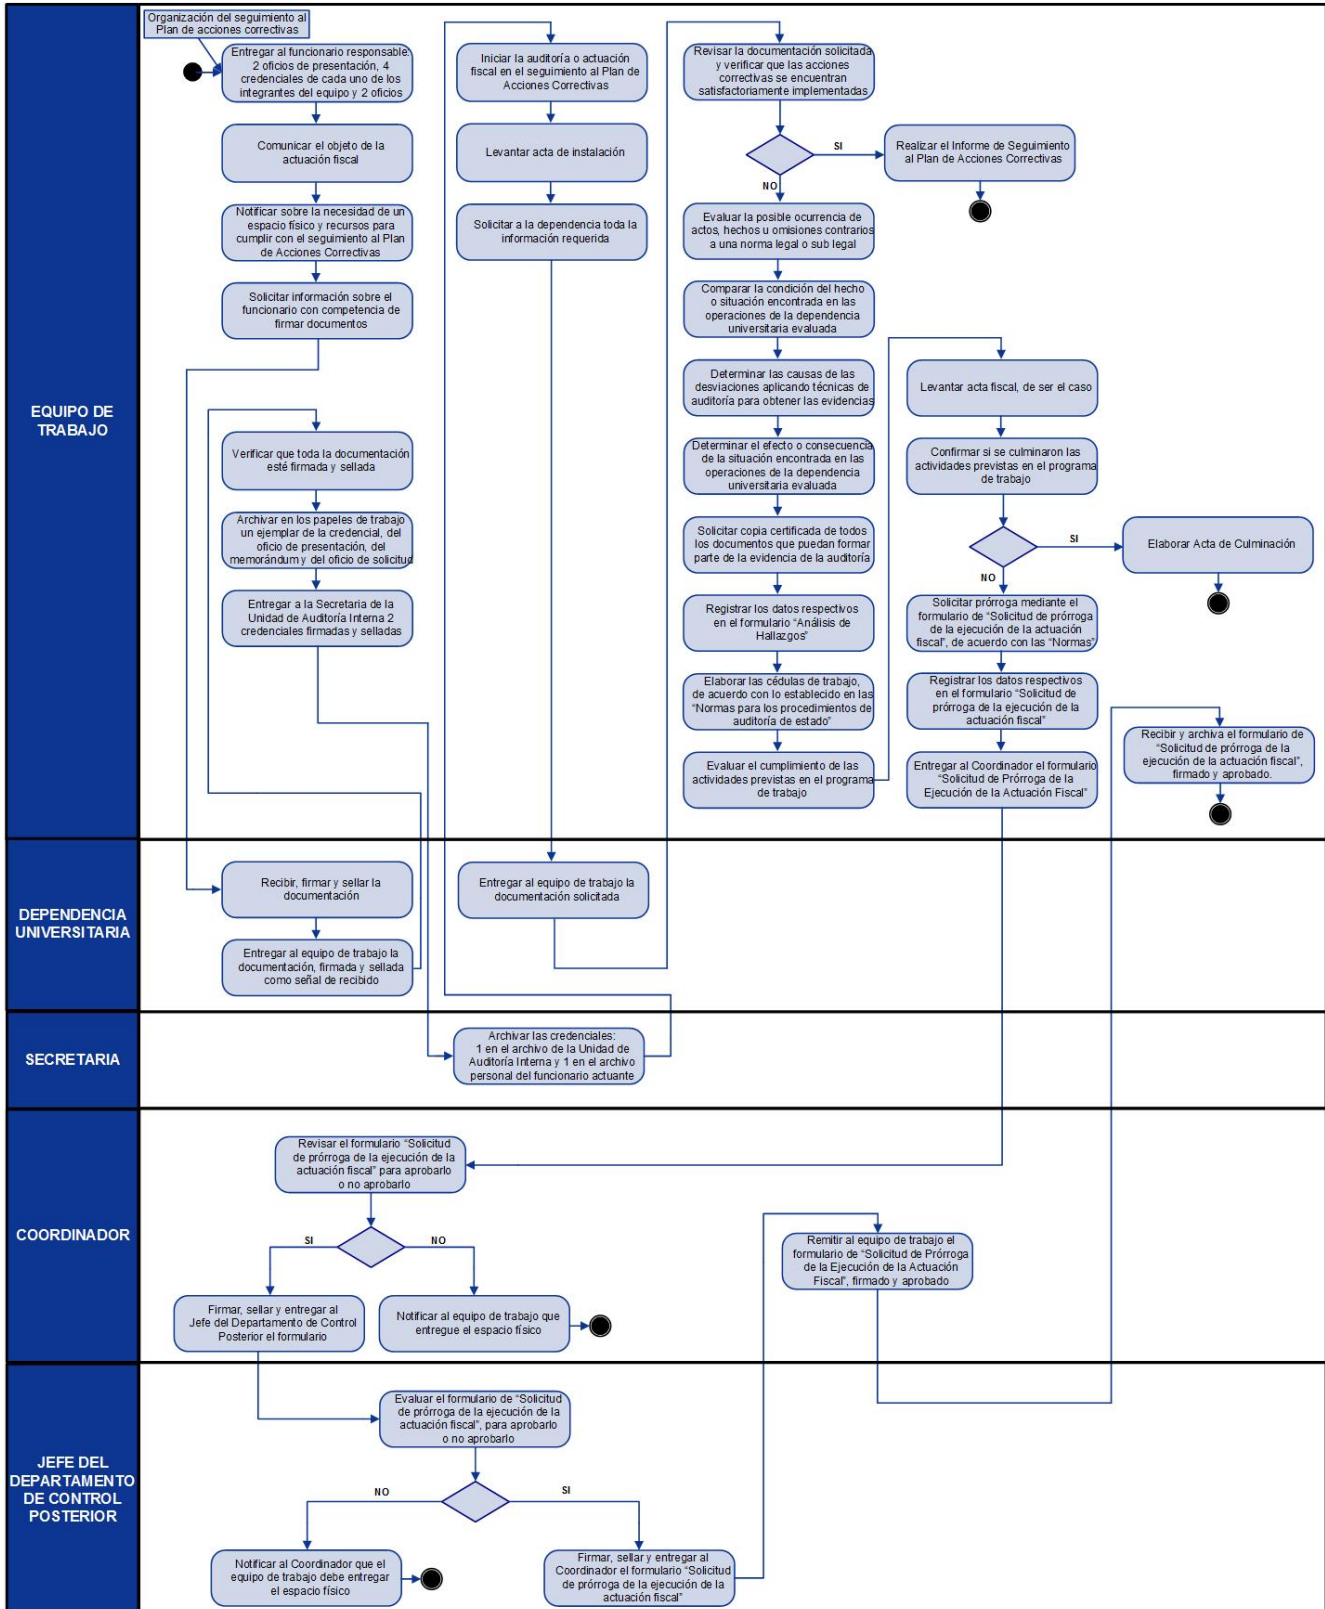 EQUIPO DE
TRABAJO
Organización del seguimiento al
Plan de acciones correctivas
Entregar al funcionario responsable:
2 oficios de presentación, 4
credenciales de cada uno de los
integrantes del equipo y 2 oficios
Comunicar el objeto de la
actuación fiscal
Notificar sobre la necesidad de un
espacio físico y recursos para
cumplir con el seguimiento al Plan
de Acciones Correctivas
Solicitar información sobre el
funcionario con competencia de
firmar documentos
Verificar que toda la documentación
esté firmada y sellada
Archivar en los papeles de trabajo
un ejemplar de la credencial, del
oficio de presentación, del
memorándum y del oficio de solicitud
Entregar a la Secretaria de la
Unidad de Auditoría Interna 2
credenciales firmadas y selladas
Iniciar la auditoría o actuación
fiscal en el seguimiento al Plan de
Acciones Correctivas
Levantar acta de instalación
Solicitar a la dependencia toda la
información requerida
Revisar la documentación solicitada
y verificar que las acciones
correctivas se encuentran
satisfactoriamente implementadas
SI
Realizar el Informe de Seguimiento
al Plan de Acciones Correctivas
NO
Evaluar la posible ocurrencia de
actos, hechos u omisiones contrarios
a una norma legal o sub legal
Comparar la condición del hecho
o situación encontrada en las
operaciones de la dependencia
universitaria evaluada
Determinar las causas de las
desviaciones aplicando técnicas de
auditoría para obtener las evidencias
Determinar el efecto o consecuencia
de la situación encontrada en las
operaciones de la dependencia
universitaria evaluada
Solicitar copia certificada de todos
los documentos que puedan formar
parte de la evidencia de la auditoría
Registrar los datos respectivos
en el formulario “Análisis de
Hallazgos”
Elaborar las cédulas de trabajo,
de acuerdo con lo establecido en las
“Normas para los procedimientos de
auditoría de estado”
Evaluar el cumplimiento de las
actividades previstas en el programa
de trabajo
Levantar acta fiscal, de ser el caso
Confirmar si se culminaron las
actividades previstas en el programa
de trabajo
SI
Elaborar Acta de Culminación
NO
Solicitar prórroga mediante el
formulario de “Solicitud de prórroga
de la ejecución de la actuación
fiscal”, de acuerdo con las “Normas”
Registrar los datos respectivos
en el formulario “Solicitud de
prórroga de la ejecución de la
actuación fiscal”
Entregar al Coordinador el formulario
“Solicitud de Prórroga de la
Ejecución de la Actuación Fiscal”
Recibir y archiva el formulario de
“Solicitud de prórroga de la
ejecución de la actuación fiscal”,
firmado y aprobado.
DEPENDENCIA
UNIVERSITARIA
Recibir, firmar y sellar la
documentación
Entregar al equipo de trabajo la
documentación, firmada y sellada
como señal de recibido
Entregar al equipo de trabajo la
documentación solicitada
SECRETARIA
Archivar las credenciales:
1 en el archivo de la Unidad de
Auditoría Interna y 1 en el archivo
personal del funcionario actuante
COORDINADOR
Revisar el formulario “Solicitud
de prórroga de la ejecución de la
actuación fiscal” para aprobarlo
o no aprobarlo
SI
NO
Firmar, sellar y entregar al
Jefe del Departamento de Control
Posterior el formulario
Notificar al equipo de trabajo que
entregue el espacio físico
Remitir al equipo de trabajo el
formulario de “Solicitud de Prórroga
de la Ejecución de la Actuación
Fiscal”, firmado y aprobado
JEFE DEL
DEPARTAMENTO
DE CONTROL
POSTERIOR
Evaluar el formulario de “Solicitud
de prórroga de la ejecución de la
actuación fiscal”, para aprobarlo
o no aprobarlo
NO
SI
Notificar al Coordinador que el
equipo de trabajo debe entregar
el espacio físico
Firmar, sellar y entregar al
Coordinador el formulario “Solicitud
de prórroga de la ejecución de la
actuación fiscal”